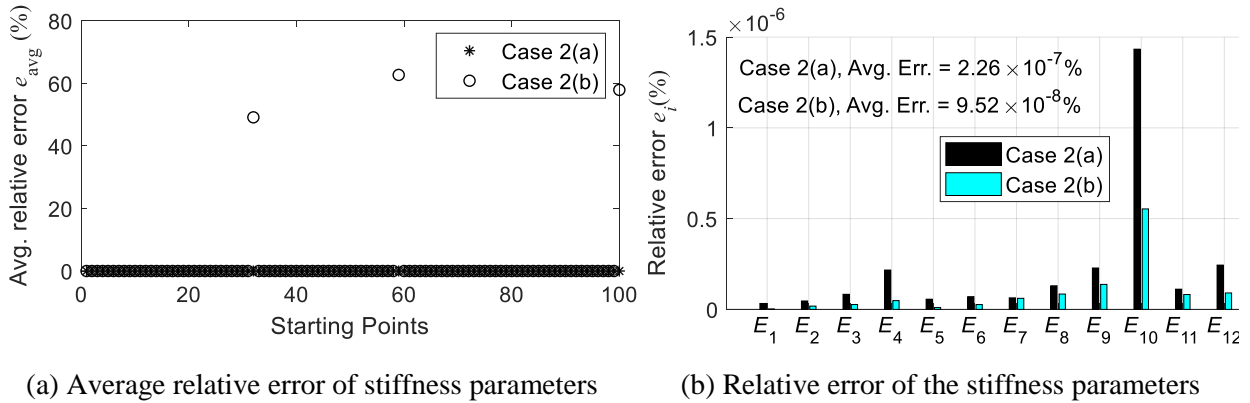 80
60
40
20
0
0
20
40
60
80
100
Avg. relative error e_avg (%)
Starting Points
Case 2(a)
Case 2(b)
(a) Average relative error of stiffness parameters
×10^-6
1.5
1
0.5
0
Relative error e_i(%)
Case 2(a), Avg. Err. = 2.26 ×10^-7%
Case 2(b), Avg. Err. = 9.52 ×10^-8%
Case 2(a)
Case 2(b)
E_1 E_2 E_3 E_4 E_5 E_6 E_7 E_8 E_9 E_10 E_11 E_12
(b) Relative error of the stiffness parameters